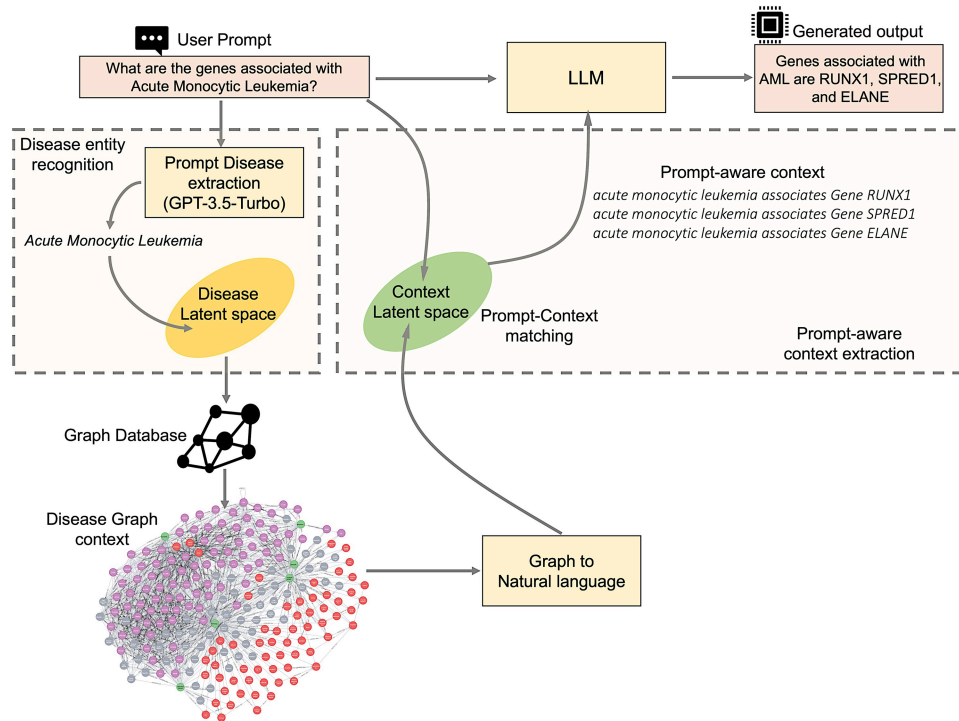 User Prompt
What are the genes associated with
Acute Monocytic Leukemia?
LLM
Generated output
Genes associated with
AML are RUNX1, SPRED1,
and ELANE
Disease entity
recognition
Prompt Disease
extraction
(GPT-3.5-Turbo)
Acute Monocytic Leukemia
Disease
Latent space
Prompt-aware context
acute monocytic leukemia associates Gene RUNX1
acute monocytic leukemia associates Gene SPRED1
acute monocytic leukemia associates Gene ELANE
Context
Latent space
Prompt-Context
matching
Prompt-aware
context extraction
Graph Database
Disease Graph
context
Graph to
Natural language